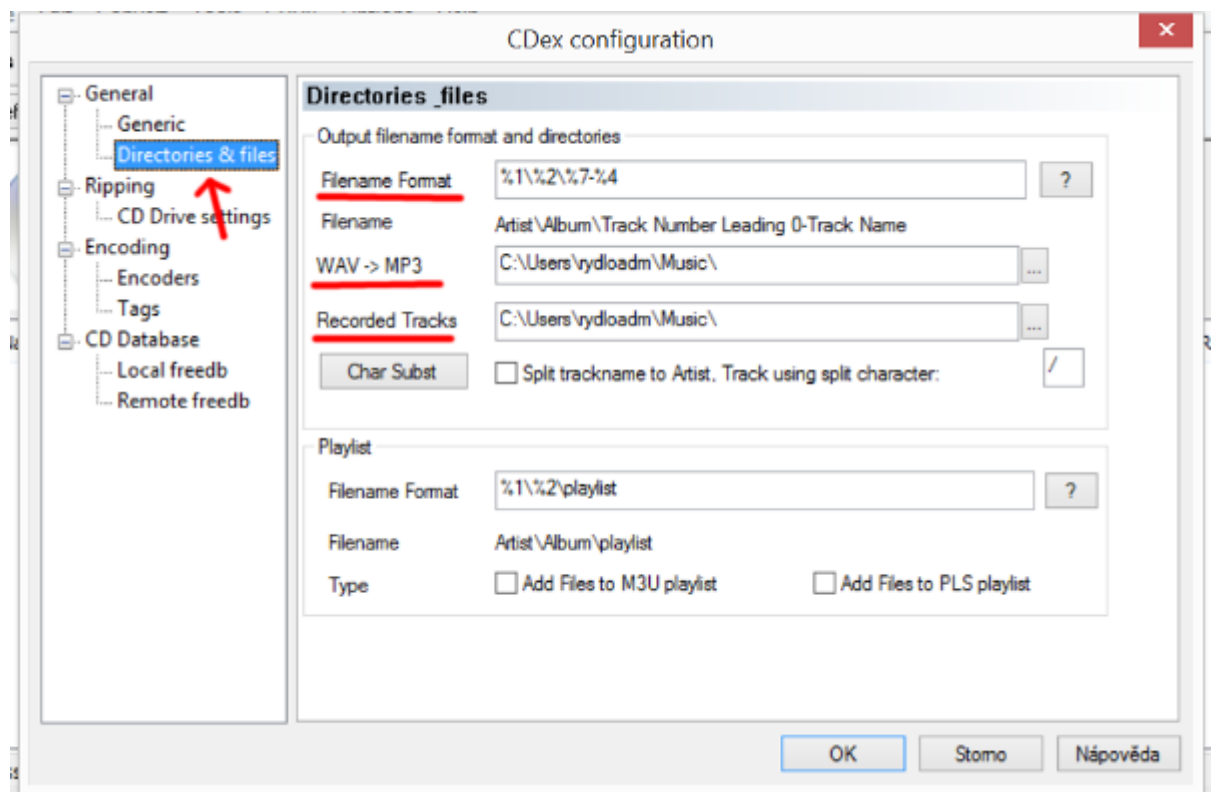 CDex configuration
General
Generic
Directories & files
Ripping
CD Drive settings
Encoding
Encoders
Tags
CD Database
Local freedb
Remote freedb
Directories _files
Output filename format and directories
Filename Format %1\%2\%7-%4 ?
Filename Artist\Album\Track Number Leading 0-Track Name
WAV -> MP3 C:\Users\rydloadm\Music\ ...
Recorded Tracks C:\Users\rydloadm\Music\ ...
Char Subst Split trackname to Artist, Track using split character: /
Playlist
Filename Format %1\%2\playlist ?
Filename Artist\Album\playlist
Type Add Files to M3U playlist Add Files to PLS playlist
OK Storno Nápověda